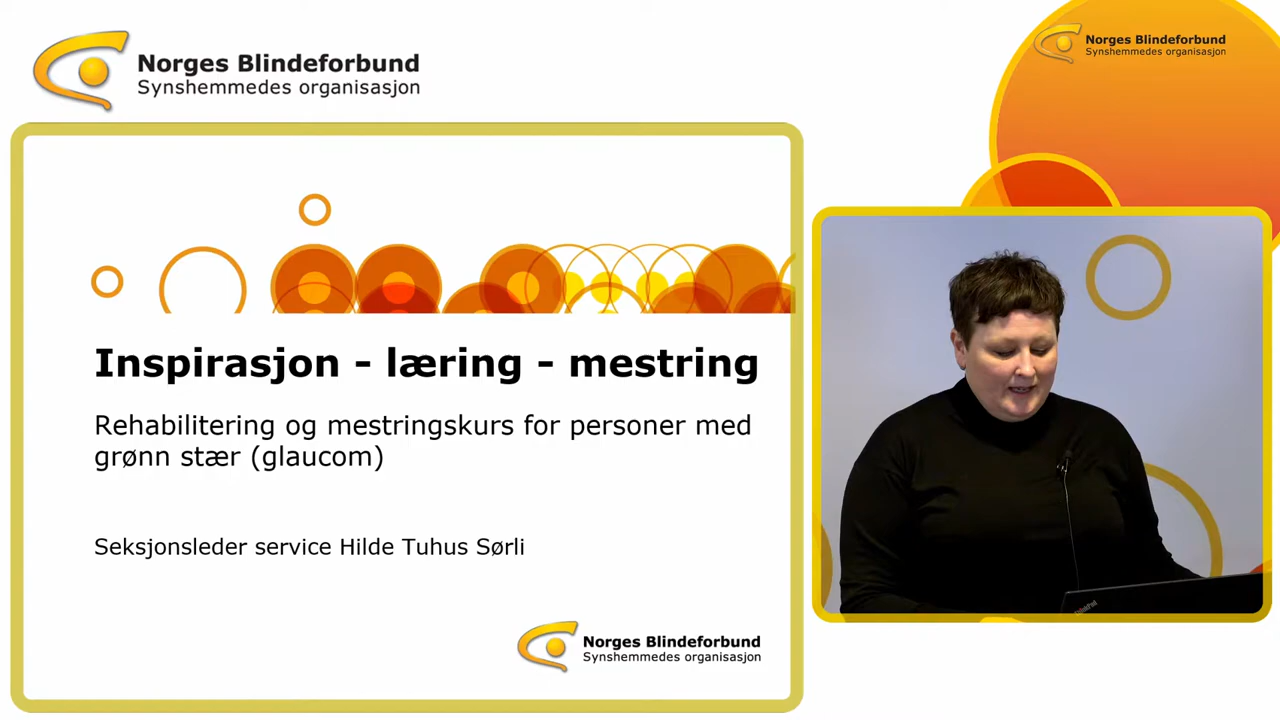 Norges Blindeforbund
Synshemmedes organisasjon
Norges Blindeforbund
Synshemmedes organisasjon
Inspirasjon - læring - mestring
Rehabilitering og mestringskurs for personer med
grønn stær (glaucom)
Seksjonsleder service Hilde Tuhus Sørli
Norges Blindeforbund
Synshemmedes organisasjon
ThinkPad